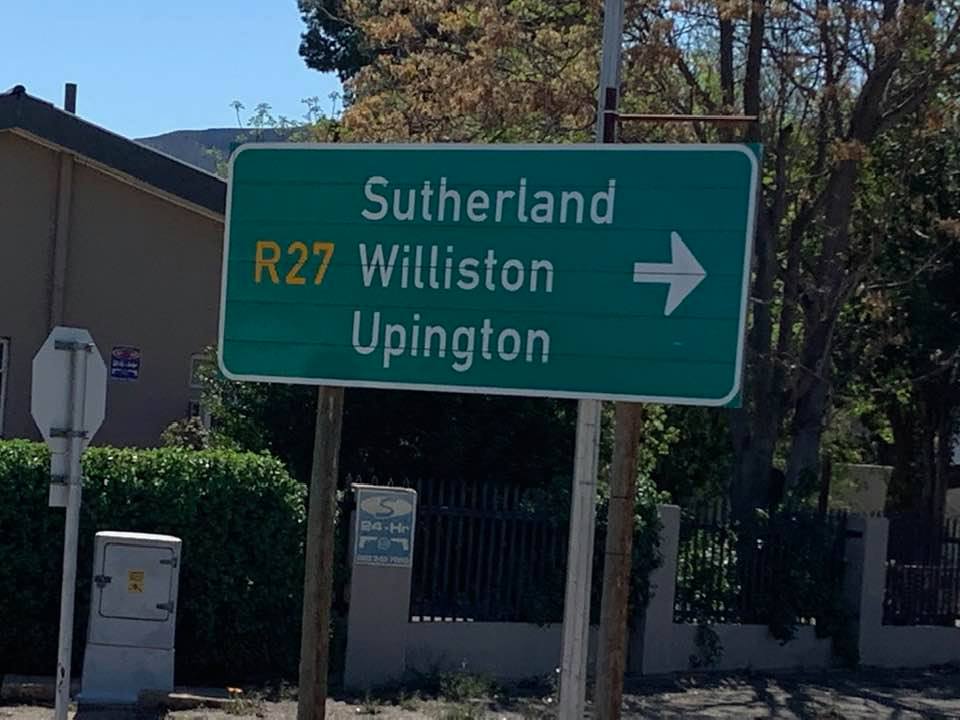 Sutherland
R27 Williston
Upington
S
24-Hr